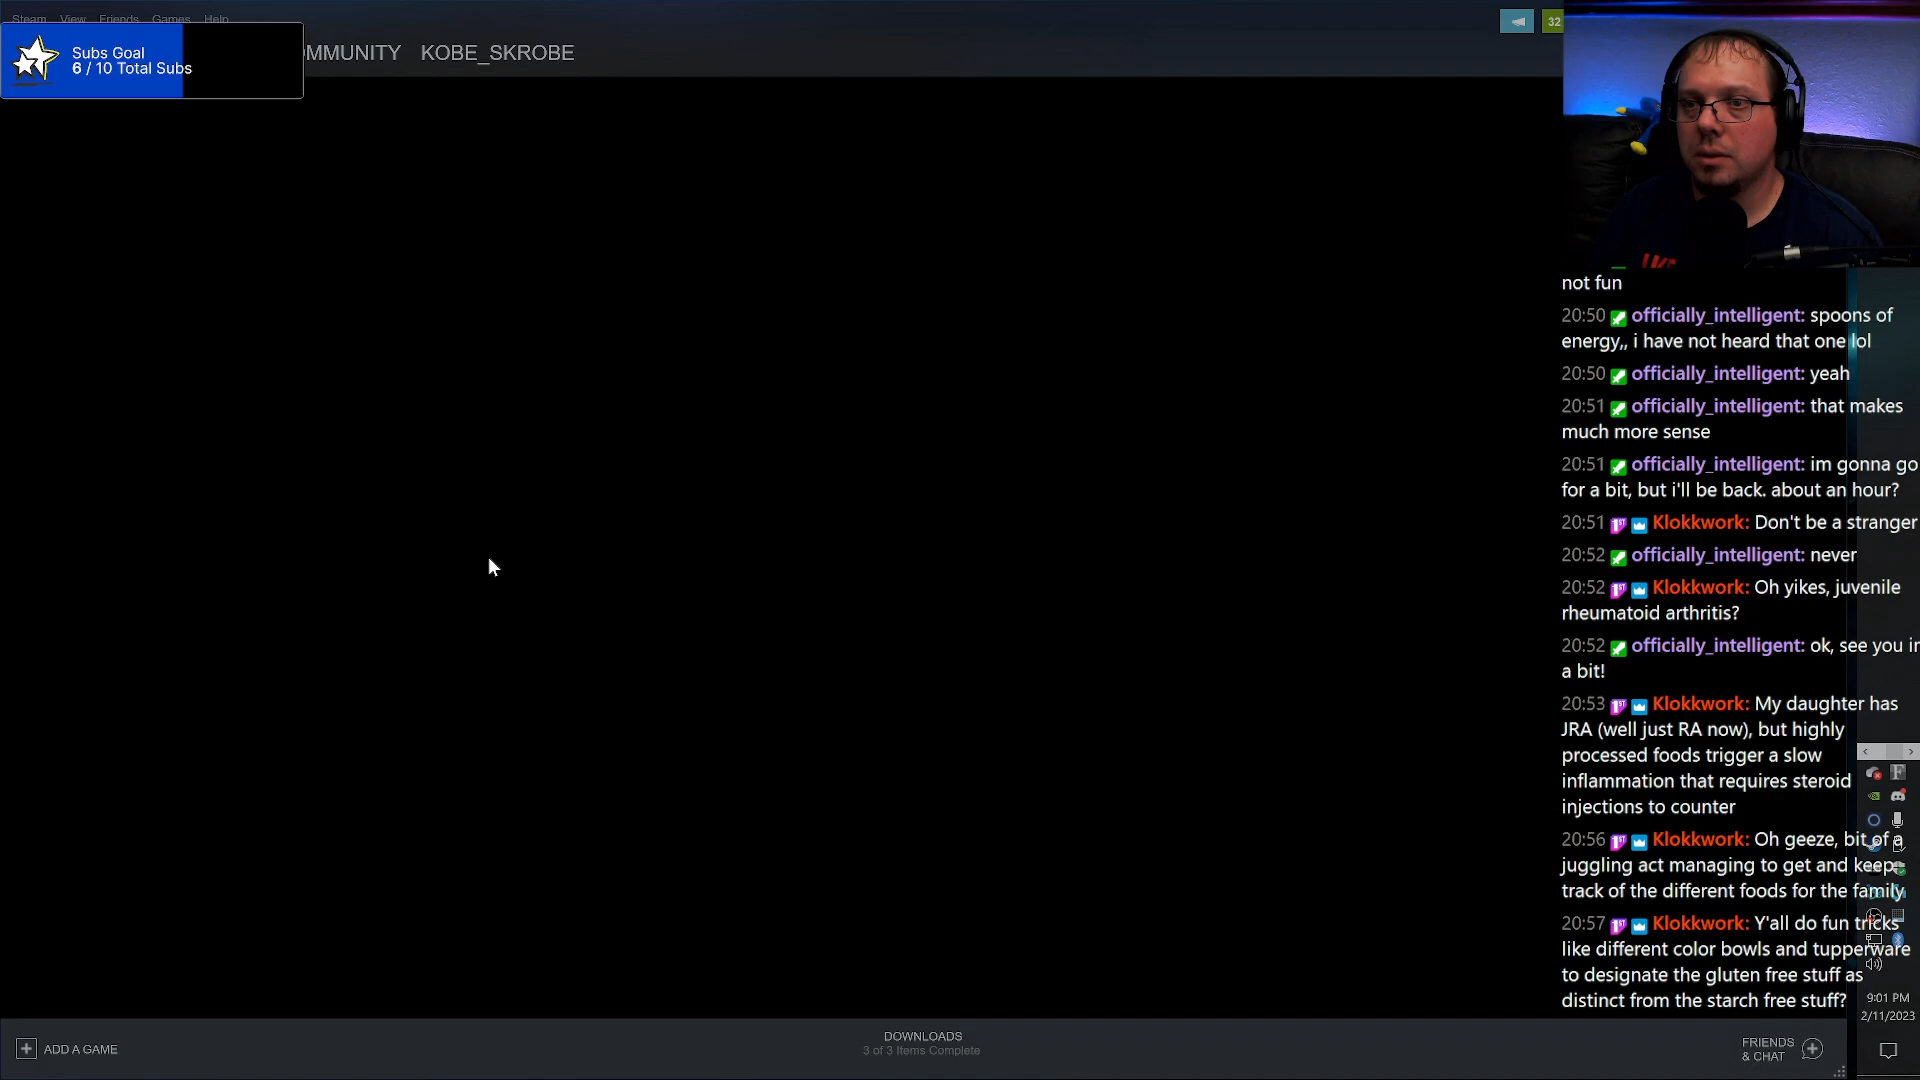 Steam View Friends Games Help
32
Subs Goal
6 / 10 Total Subs
OMMUNITY KOBE_SKROBE
not fun
20:50 officially_intelligent: spoons of
energy,, i have not heard that one lol
20:50 officially_intelligent: yeah
20:51 officially_intelligent: that makes
much more sense
20:51 officially_intelligent: im gonna go
for a bit, but i'll be back. about an hour?
20:51 Klokkwork: Don't be a stranger
20:52 officially_intelligent: never
20:52 Klokkwork: Oh yikes, juvenile
rheumatoid arthritis?
20:52 officially_intelligent: ok, see you in
a bit!
20:53 Klokkwork: My daughter has
JRA (well just RA now), but highly
processed foods trigger a slow
inflammation that requires steroid
injections to counter
20:56 Klokkwork: Oh geeze, bit of a
juggling act managing to get and keep
track of the different foods for the family
20:57 Klokkwork: Y'all do fun tricks
like different color bowls and tupperware
to designate the gluten free stuff as
distinct from the starch free stuff?
9:01 PM
2/11/2023
ADD A GAME
DOWNLOADS
3 of 3 Items Complete
FRIENDS
& CHAT